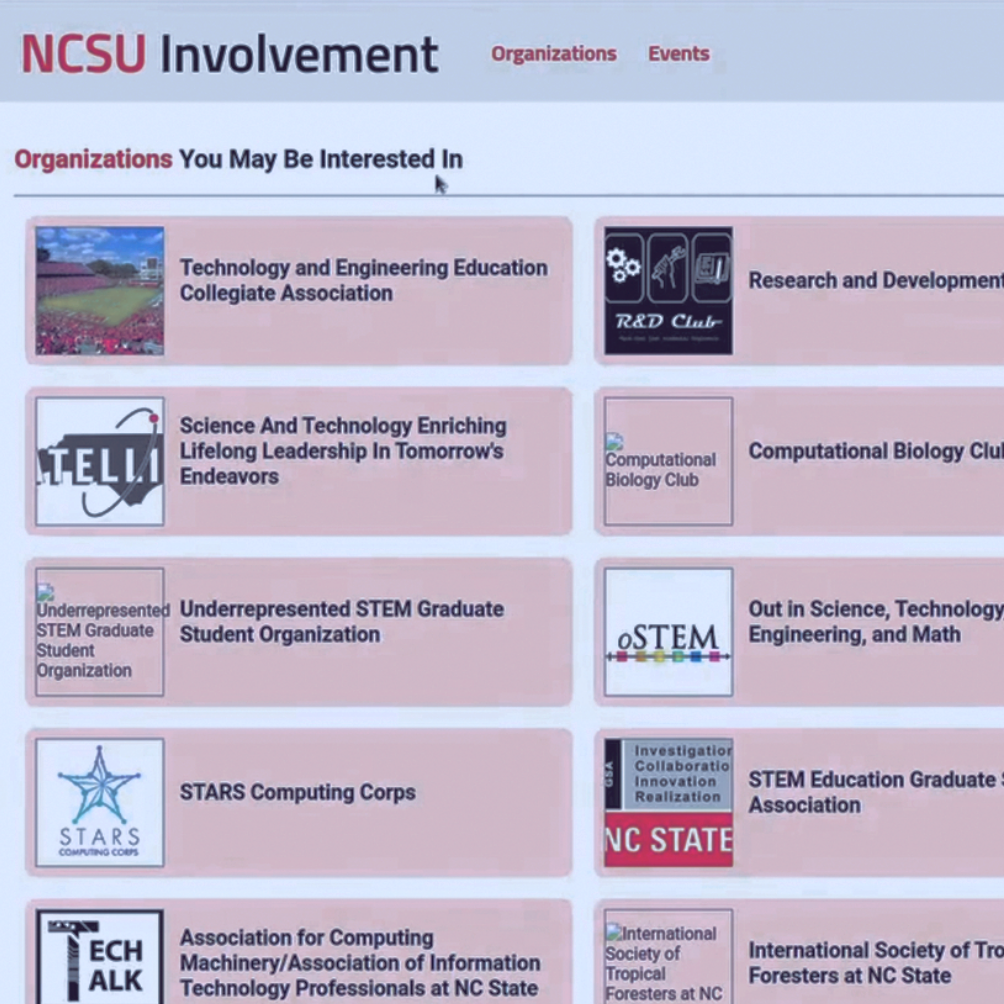 NCSU Involvement
Organizations Events
Organizations You May Be Interested In
Technology and Engineering Education
Collegiate Association
R&D Club
Research and Development
TELLI
Science And Technology Enriching
Lifelong Leadership In Tomorrow's
Endeavors
Computational
Biology Club
Computational Biology Clu
Underrepresented
STEM Graduate
Student
Organization
Underrepresented STEM Graduate
Student Organization
oSTEM
Out in Science, Technology
Engineering, and Math
STARS
COMPUTING CORPS
STARS Computing Corps
GSA
Investigation
Collaboratio
Innovation
Realization
NC STATE
STEM Education Graduate S
Association
TECH
TALK
Association for Computing
Machinery/Association of Information
Technology Professionals at NC State
International
Society of
Tropical
Foresters at NC
International Society of Tro
Foresters at NC State